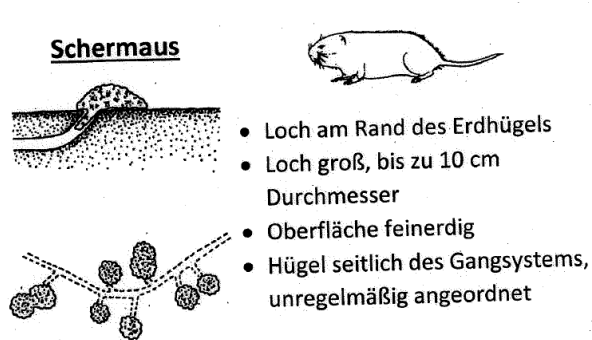 Schermaus
• Loch am Rand des Erdhügels
• Loch groß, bis zu 10 cm
Durchmesser
• Oberfläche feinerdig
• Hügel seitlich des Gangsystems,
unregelmäßig angeordnet